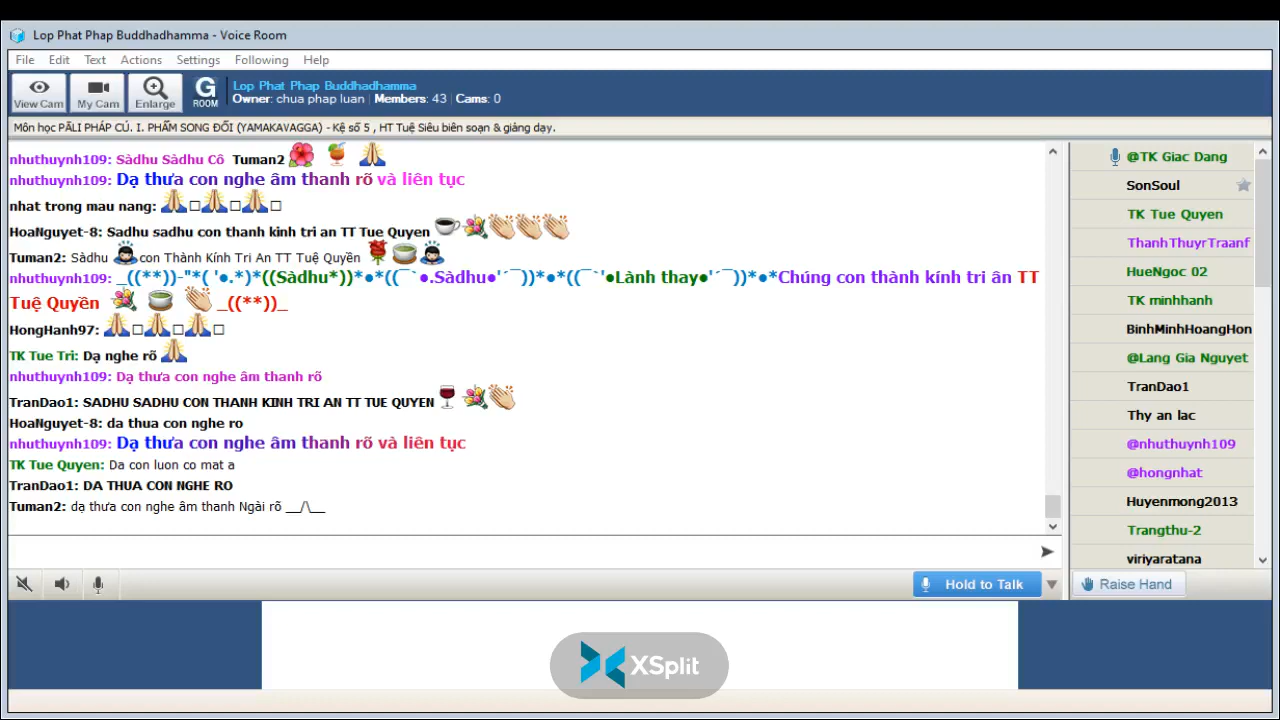 Lop Phat Phap Buddhadhamma - Voice Room
File Edit Text Actions Settings Following Help
View Cam My Cam Enlarge G ROOM
Lop Phat Phap Buddhadhamma
Owner: chua phap luan | Members: 43 | Cams: 0
Môn học PĀLI PHÁP CÚ. I. PHẨM SONG ĐỐI (YAMAKAVAGGA) - Kệ số 5 , HT Tuệ Siêu biên soạn & giảng dạy.
nhuthuynh109: Sàdhu Sàdhu Cô Tuman2
nhuthuynh109: Dạ thưa con nghe âm thanh rõ và liên tục
nhat trong mau nang:
HoaNguyet-8: Sadhu sadhu con thanh kinh tri an TT Tue Quyen
Tuman2: Sàdhu con Thành Kính Tri Ân TT Tuệ Quyền
nhuthuynh109: _((**))-"*( '●.*)*((Sàdhu*))*●*((¯`●.Sàdhu●'´¯))*●*((¯`'●Lành thay●'´¯))*●*Chúng con thành kính tri ân TT
Tuệ Quyền _((**))_
HongHanh97:
TK Tue Tri: Dạ nghe rõ
nhuthuynh109: Dạ thưa con nghe âm thanh rõ
TranDao1: SADHU SADHU CON THANH KINH TRI AN TT TUE QUYEN
HoaNguyet-8: da thua con nghe ro
nhuthuynh109: Dạ thưa con nghe âm thanh rõ và liên tục
TK Tue Quyen: Da con luon co mat a
TranDao1: DA THUA CON NGHE RO
Tuman2: dạ thưa con nghe âm thanh Ngài rõ __/\__
@TK Giac Dang
SonSoul
TK Tue Quyen
ThanhThuyrTraanf
HueNgoc 02
TK minhhanh
BinhMinhHoangHon
@Lang Gia Nguyet
TranDao1
Thy an lac
@nhuthuynh109
@hongnhat
Huyenmong2013
Trangthu-2
viriyaratana
Hold to Talk
Raise Hand
XSplit